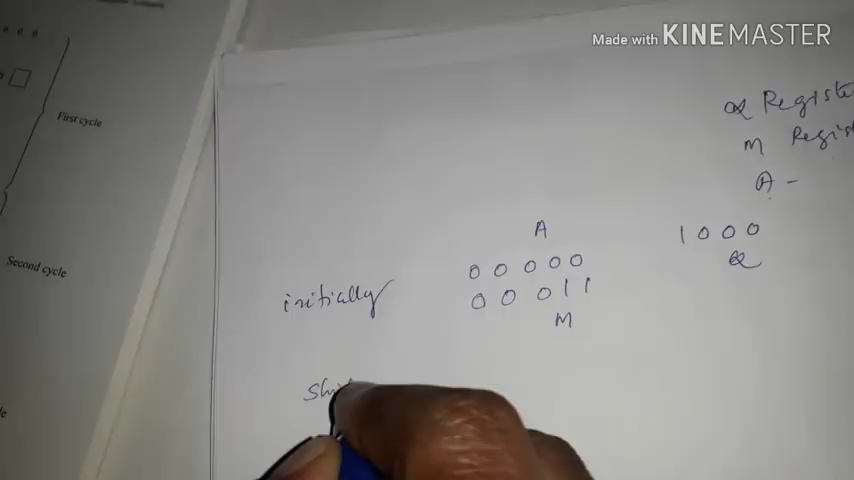 Made with KINEMASTER
First cycle
Second cycle
Q Registe
M Regis
A -
A
1 0 0 0
Q
initially
0 0 0 0 0
0 0 0 1 1
M